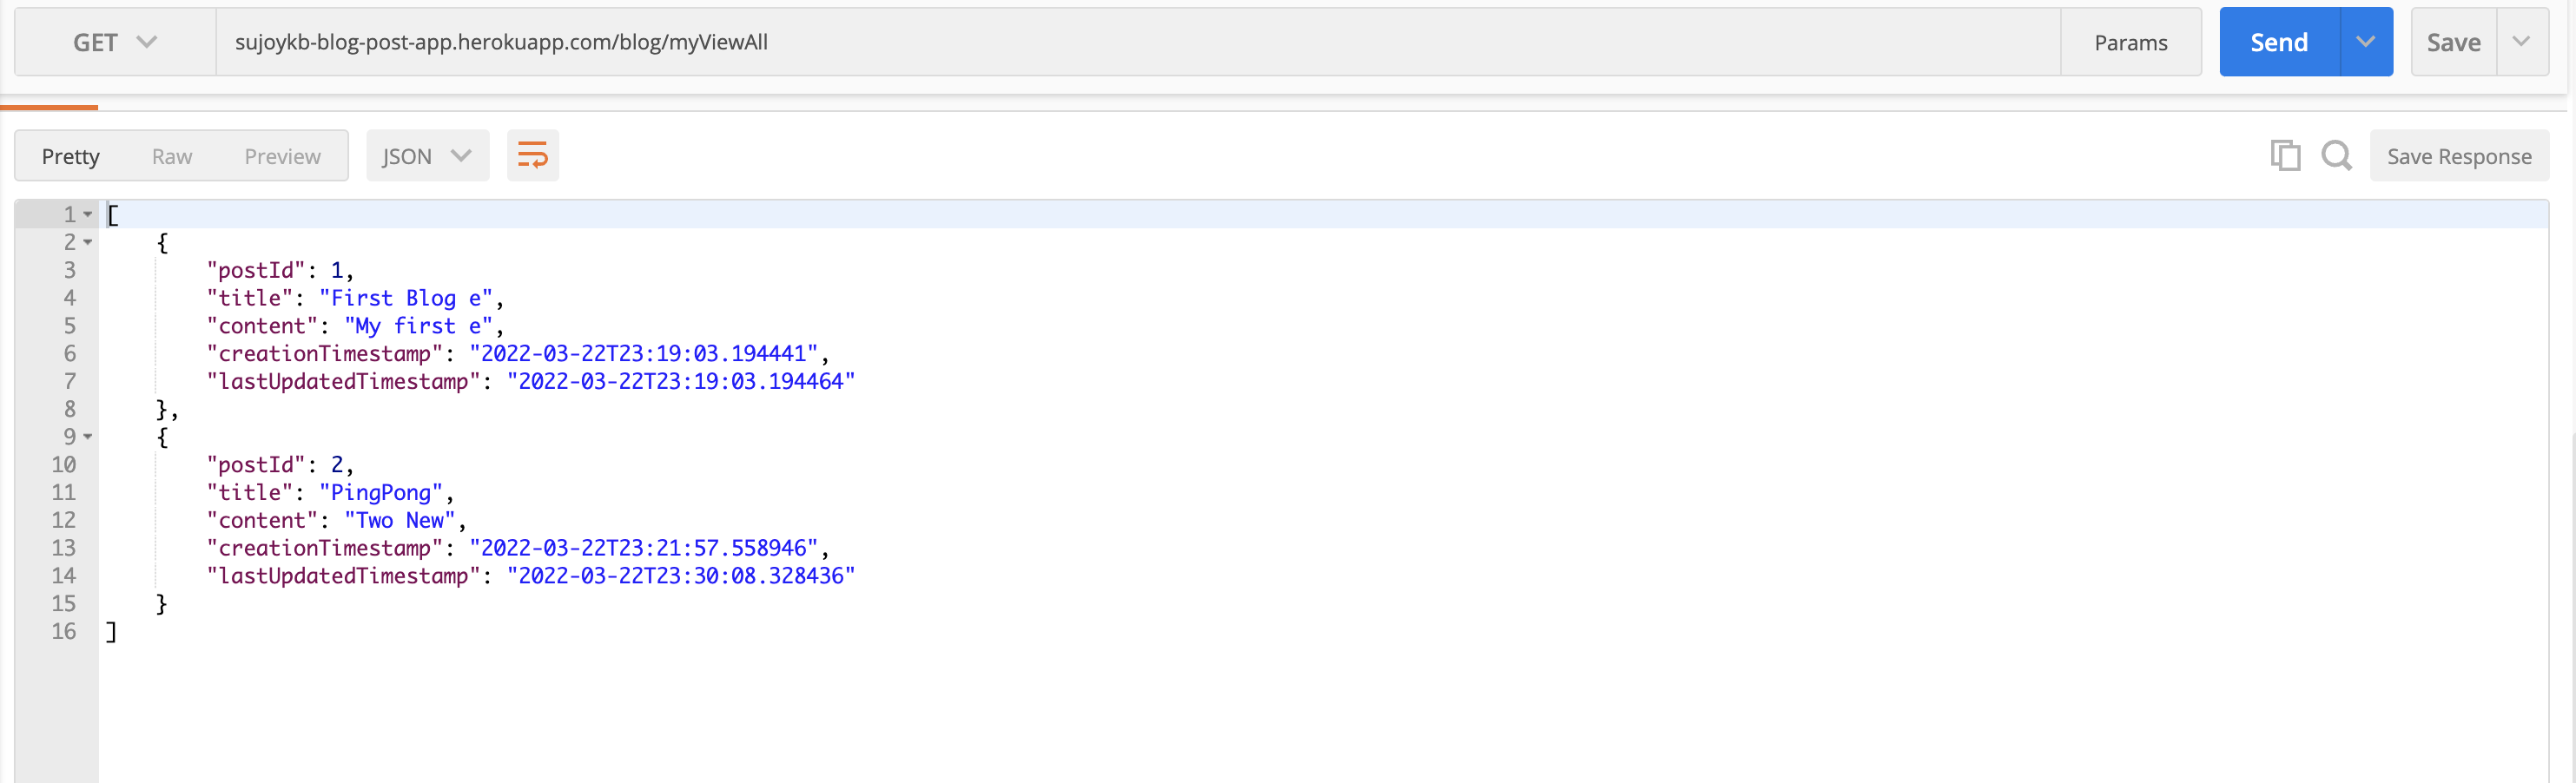 GET sujoykb-blog-post-app.herokuapp.com/blog/myViewAll Params Send Save
Pretty Raw Preview JSON Save Response
1 [
2 {
3 "postId": 1,
4 "title": "First Blog e",
5 "content": "My first e",
6 "creationTimestamp": "2022-03-22T23:19:03.194441",
7 "lastUpdatedTimestamp": "2022-03-22T23:19:03.194464"
8 },
9 {
10 "postId": 2,
11 "title": "PingPong",
12 "content": "Two New",
13 "creationTimestamp": "2022-03-22T23:21:57.558946",
14 "lastUpdatedTimestamp": "2022-03-22T23:30:08.328436"
15 }
16 ]